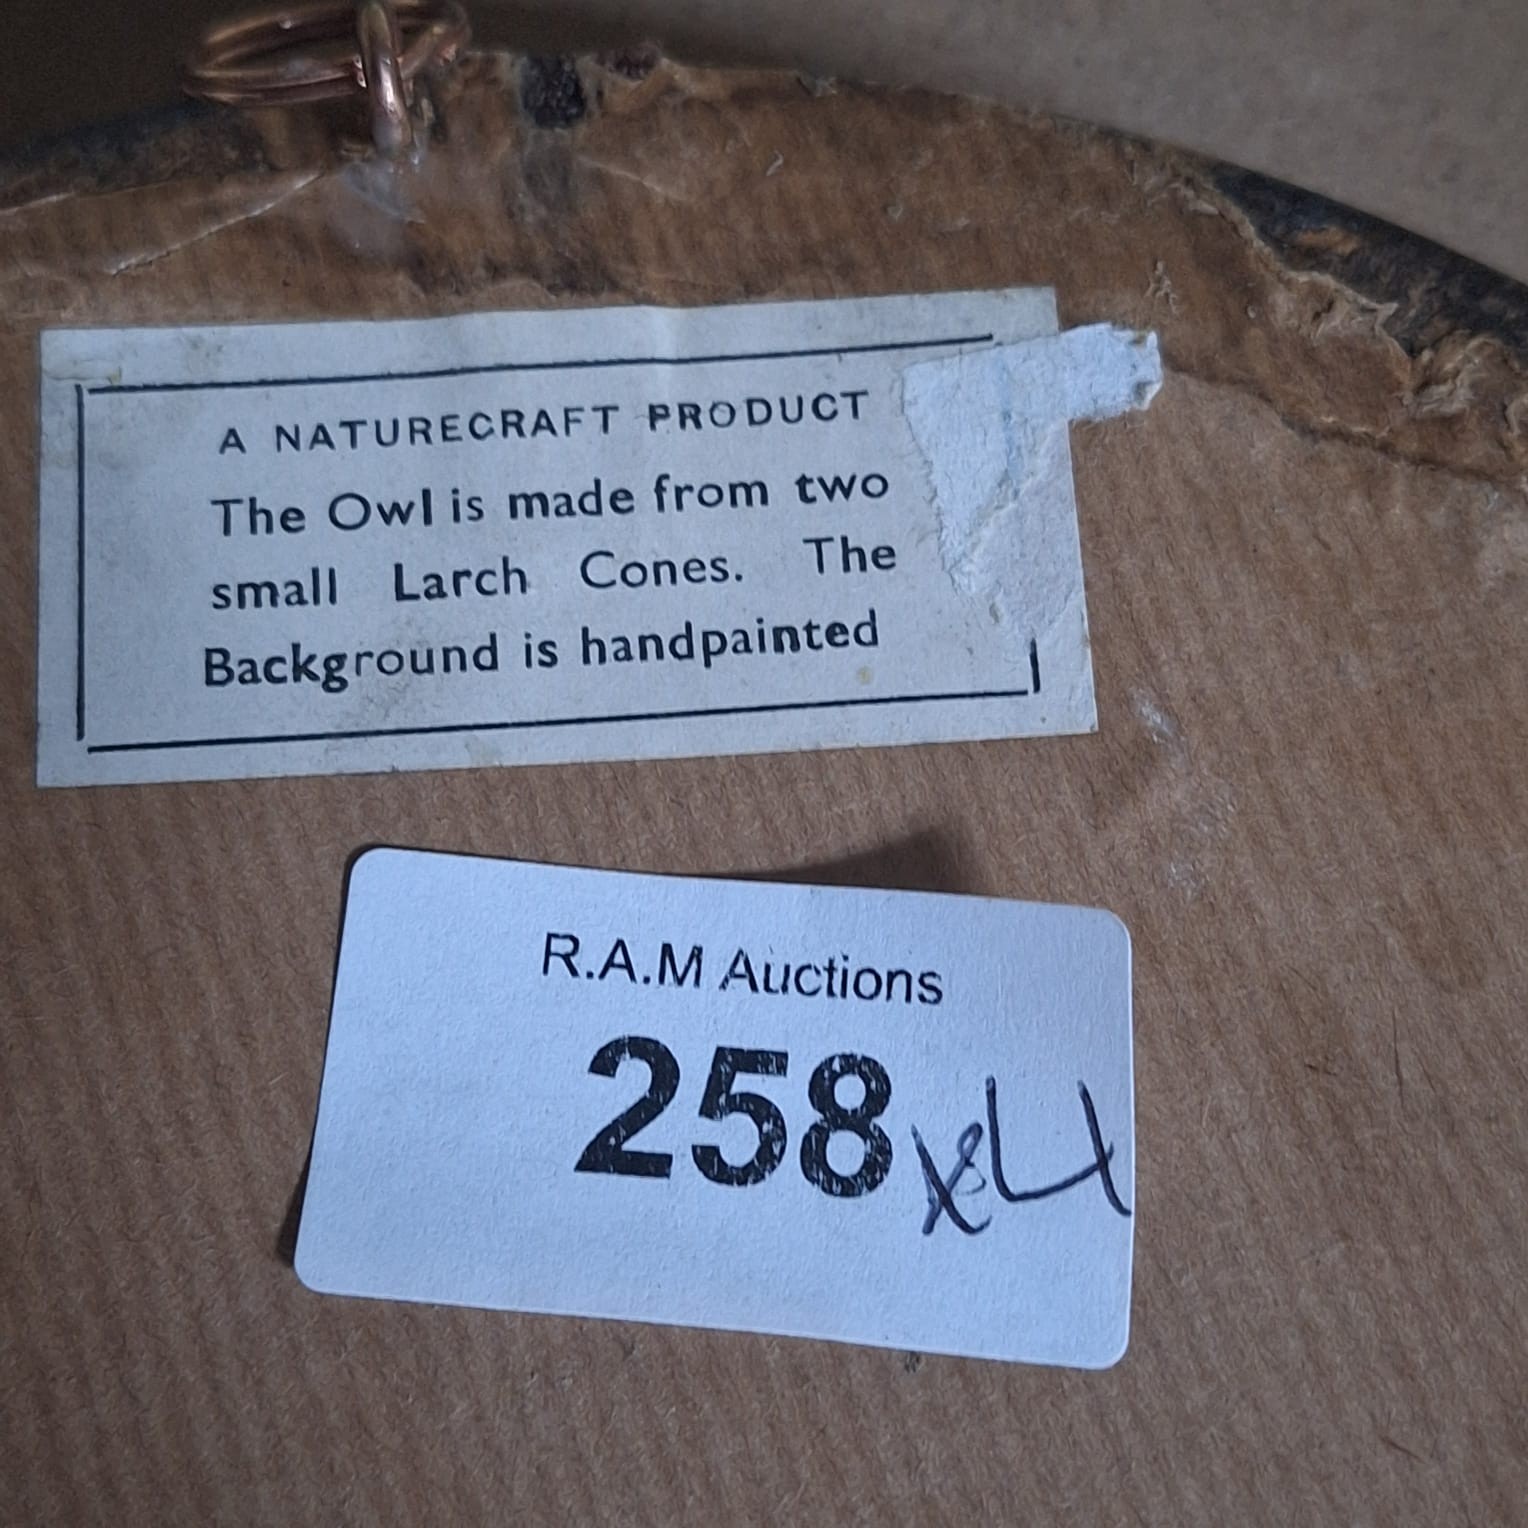 A NATURECRAFT PRODUCT
The Owl is made from two
small Larch Cones. The
Background is handpainted
R.A.M Auctions
258 x4